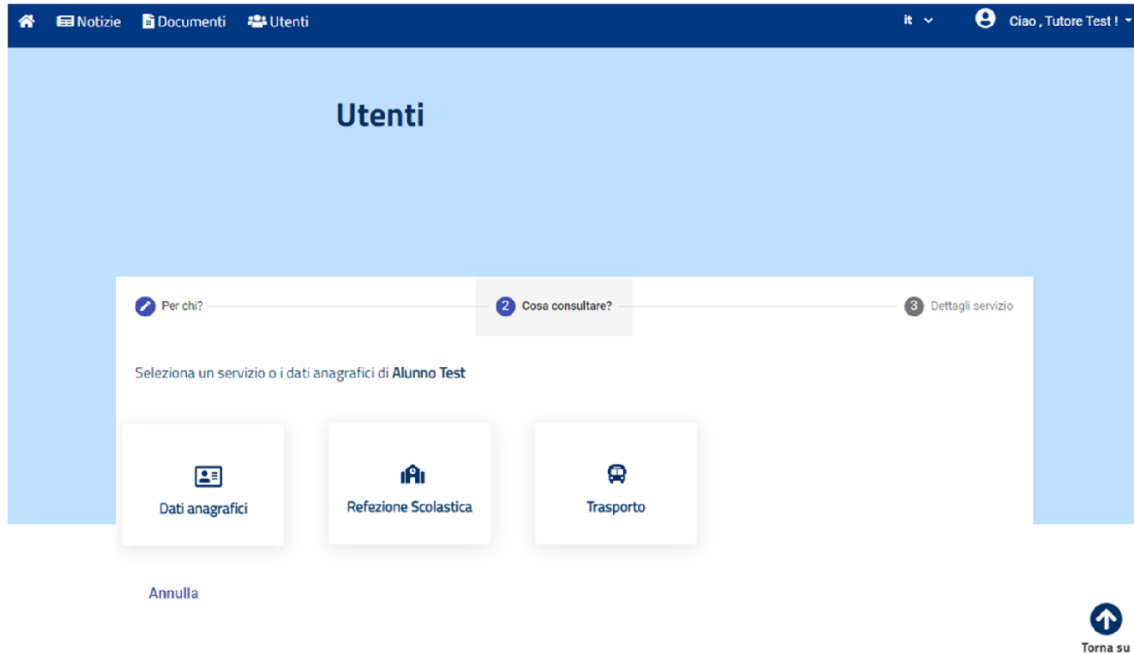 Notizie Documenti Utenti it Ciao , Tutore Test !
Utenti
Per chi? 2 Cosa consultare? 3 Dettagli servizio
Seleziona un servizio o i dati anagrafici di Alunno Test
Dati anagrafici Refezione Scolastica Trasporto
Annulla
Torna su